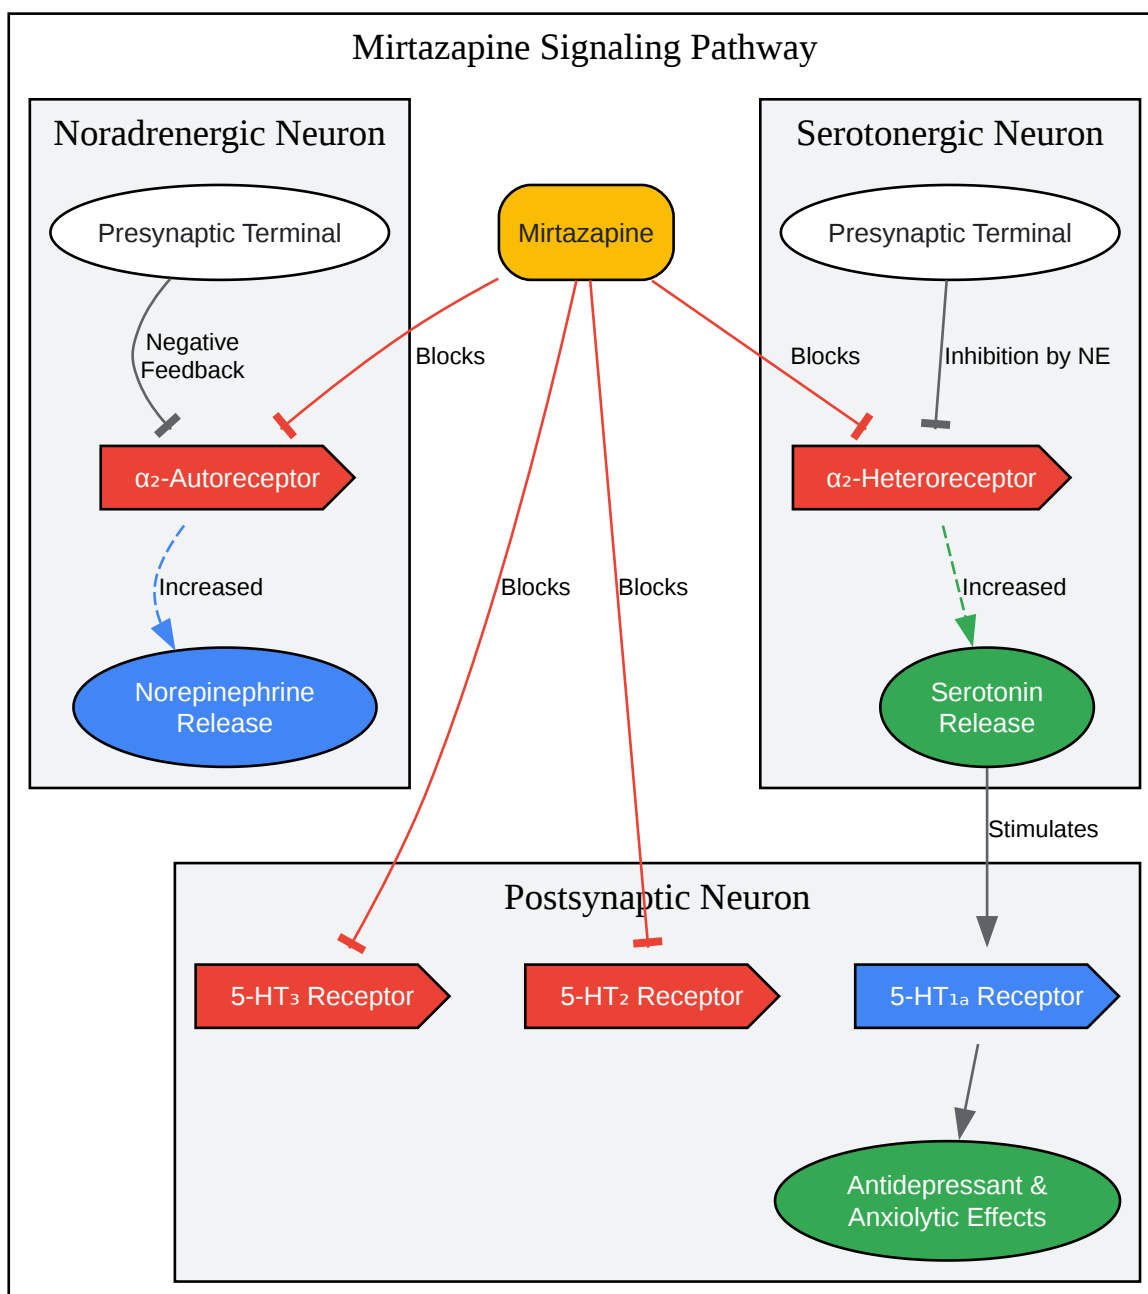 Mirtazapine Signaling Pathway
Noradrenergic Neuron
Serotonergic Neuron
Presynaptic Terminal
Mirtazapine
Presynaptic Terminal
Negative
Feedback
Blocks
Blocks
Inhibition by NE
α₂-Autoreceptor
α₂-Heteroreceptor
Increased
Blocks
Blocks
Increased
Norepinephrine
Release
Serotonin
Release
Stimulates
Postsynaptic Neuron
5-HT₃ Receptor
5-HT₂ Receptor
5-HT₁ₐ Receptor
Antidepressant &
Anxiolytic Effects